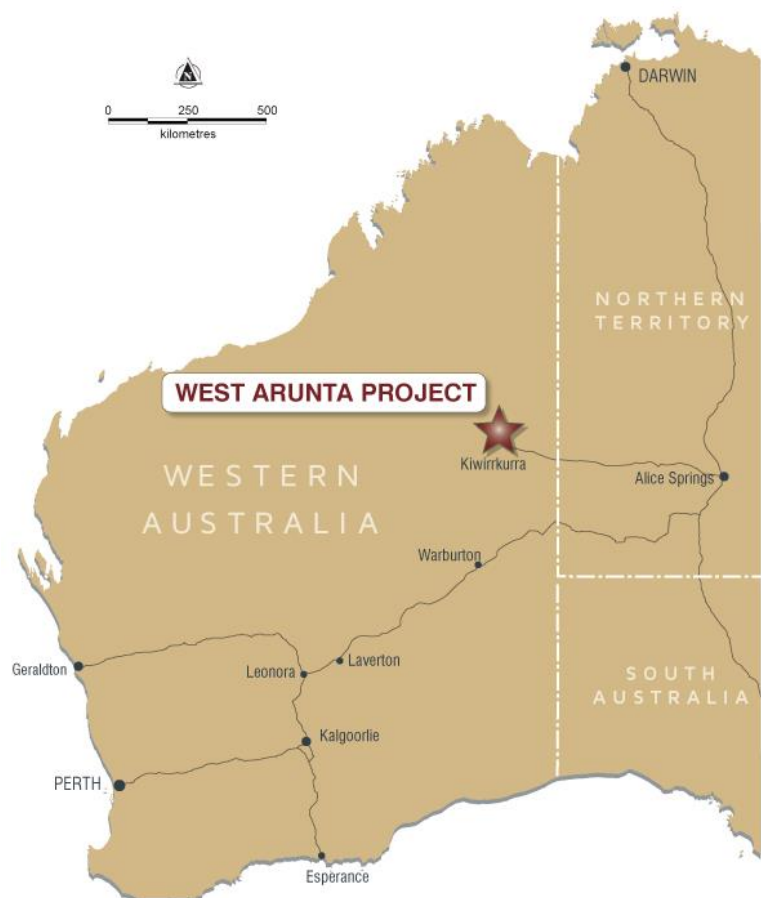 DARWIN
N
0 250 500
kilometres
NORTHERN
TERRITORY
WEST ARUNTA PROJECT
Kiwirrkurra
WESTERN
AUSTRALIA
Alice Springs
Warburton
Geraldton
Leonora
Laverton
SOUTH
AUSTRALIA
Kalgoorlie
PERTH
Esperance